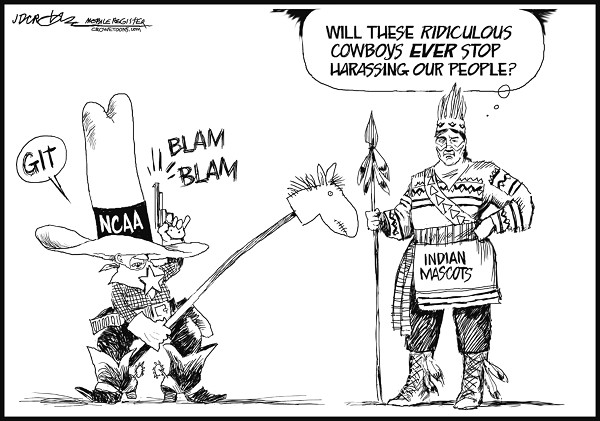 JDCROWE
MOBILE REGISTER
CROWETOONS.COM
WILL THESE RIDICULOUS
COWBOYS EVER STOP
HARASSING OUR PEOPLE?
GIT
BLAM
BLAM
NCAA
INDIAN
MASCOTS